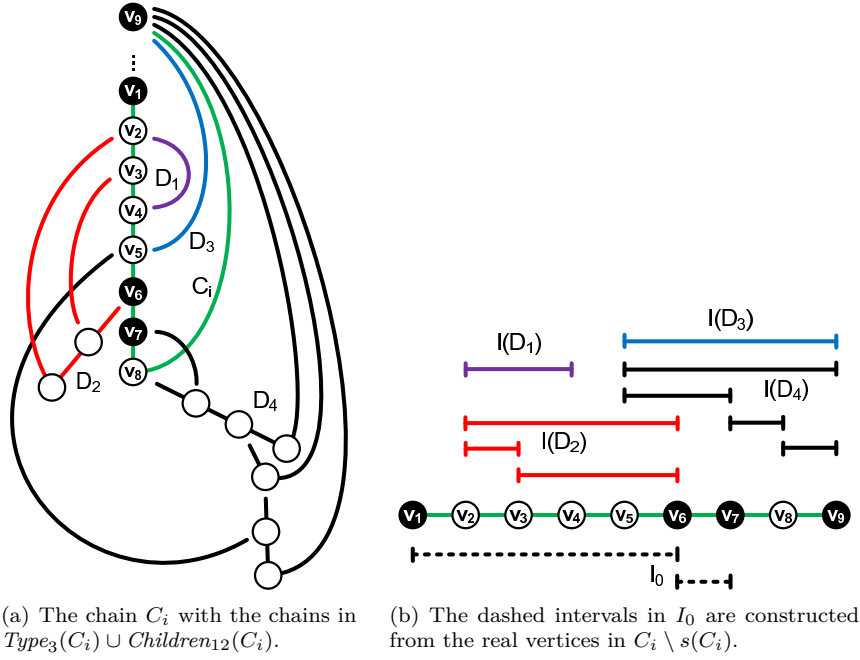 v9
v1
v2
v3
D1
v4
v5
D3
v6
Ci
v7
v8
D2
D4
I(D3)
I(D1)
I(D4)
I(D2)
v1 v2 v3 v4 v5 v6 v7 v8 v9
I0
(a) The chain Ci with the chains in
Type3(Ci) ∪ Children12(Ci).
(b) The dashed intervals in I0 are constructed
from the real vertices in Ci \ s(Ci).